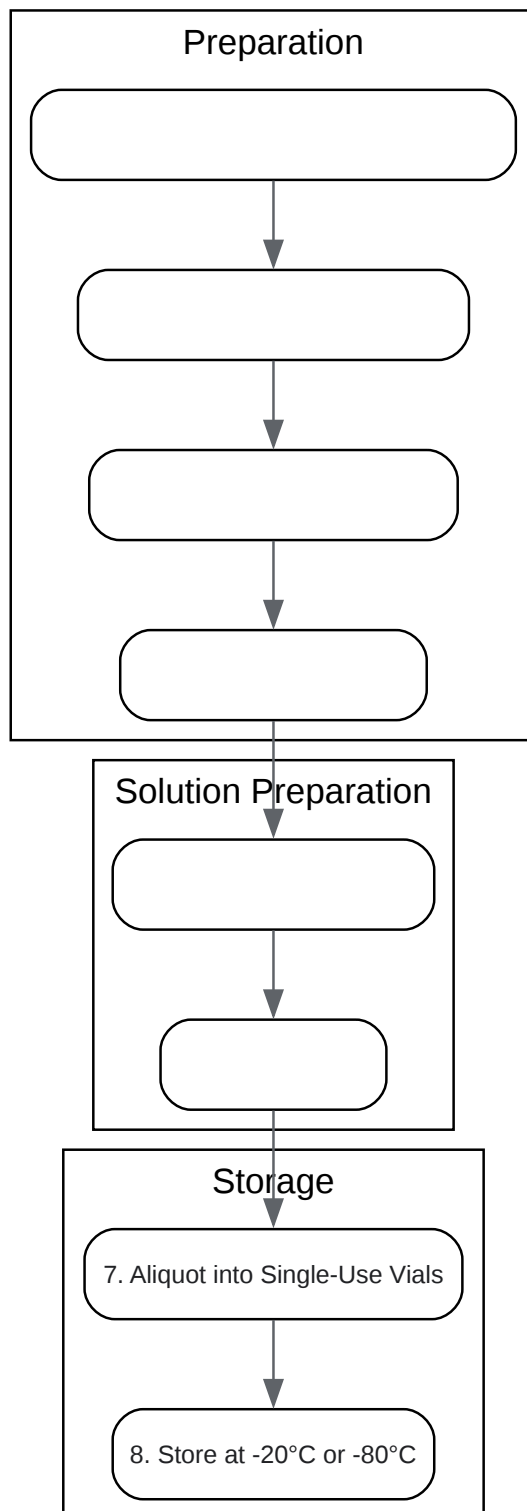 Preparation
Solution Preparation
Storage
7. Aliquot into Single-Use Vials
8. Store at -20°C or -80°C